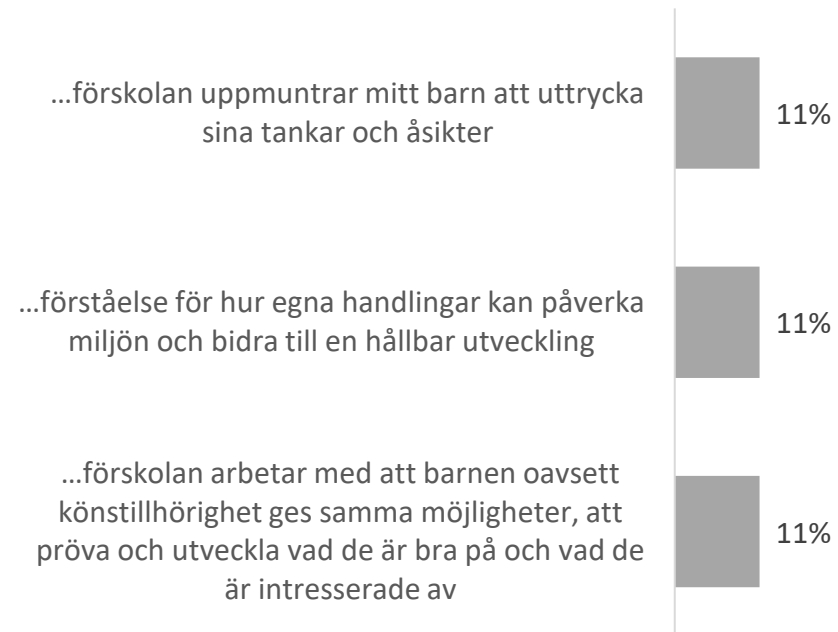 …förskolan uppmuntrar mitt barn att uttrycka
sina tankar och åsikter
11%
…förståelse för hur egna handlingar kan påverka
miljön och bidra till en hållbar utveckling
11%
…förskolan arbetar med att barnen oavsett
könstillhörighet ges samma möjligheter, att
pröva och utveckla vad de är bra på och vad de
är intresserade av
11%